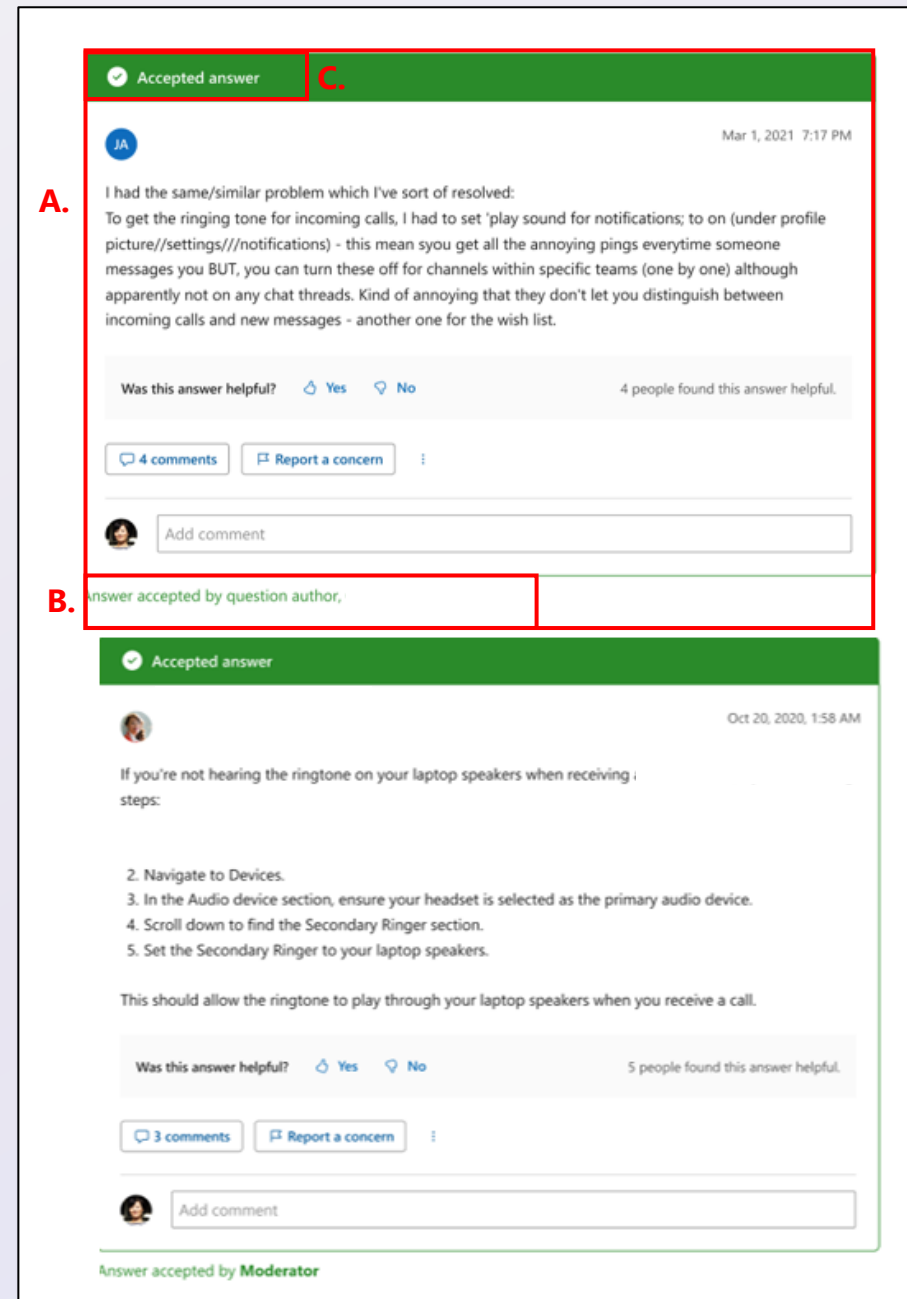 Accepted answer C.
JA
Mar 1, 2021 7:17 PM
A.
I had the same/similar problem which I've sort of resolved:
To get the ringing tone for incoming calls, I had to set 'play sound for notifications; to on (under profile
picture//settings///notifications) - this mean syou get all the annoying pings everytime someone
messages you BUT, you can turn these off for channels within specific teams (one by one) although
apparently not on any chat threads. Kind of annoying that they don't let you distinguish between
incoming calls and new messages - another one for the wish list.
Was this answer helpful? Yes No 4 people found this answer helpful.
4 comments Report a concern
Add comment
B. Answer accepted by question author,
Accepted answer
Oct 20, 2020, 1:58 AM
If you're not hearing the ringtone on your laptop speakers when receiving
steps:
2. Navigate to Devices.
3. In the Audio device section, ensure your headset is selected as the primary audio device.
4. Scroll down to find the Secondary Ringer section.
5. Set the Secondary Ringer to your laptop speakers.
This should allow the ringtone to play through your laptop speakers when you receive a call.
Was this answer helpful? Yes No 5 people found this answer helpful.
3 comments Report a concern
Add comment
Answer accepted by Moderator